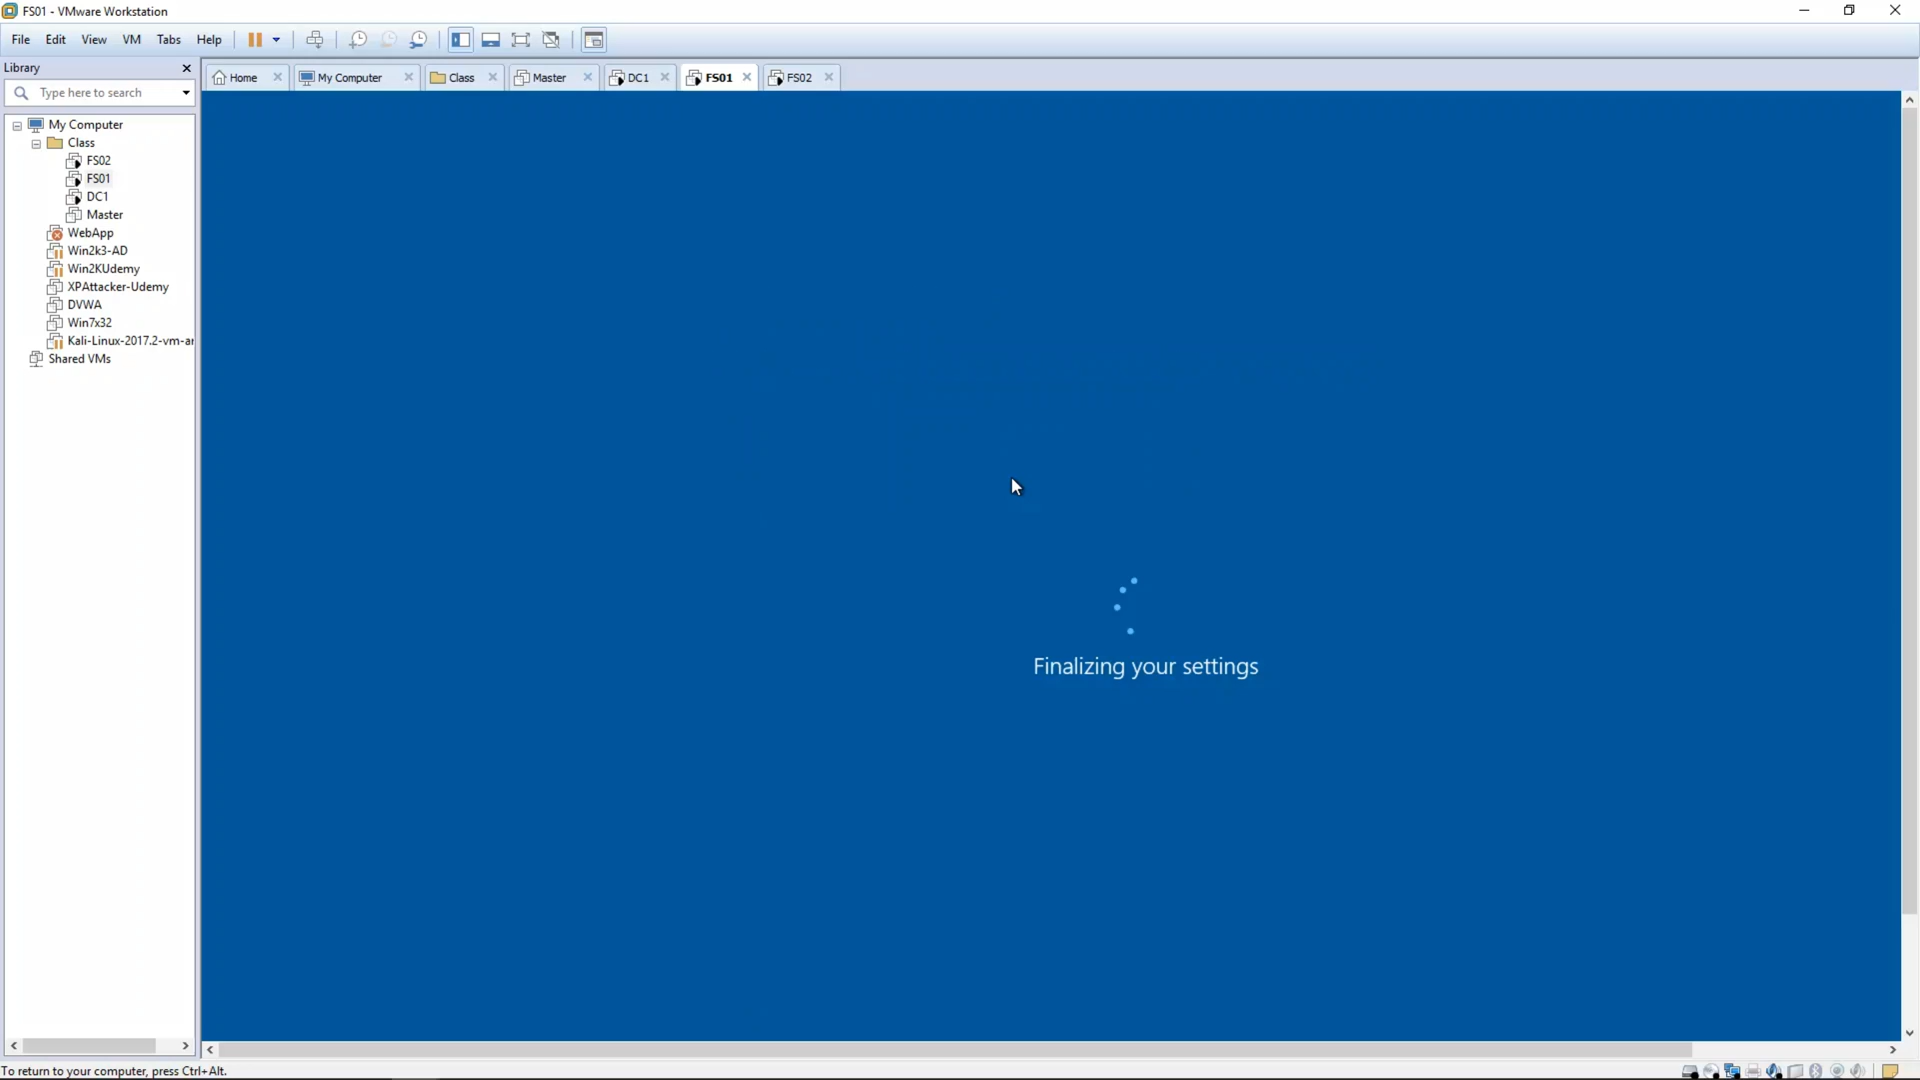 FS01 - VMware Workstation
File Edit View VM Tabs Help
Library
Type here to search
Home My Computer Class Master DC1 FS01 FS02
My Computer
Class
FS02
FS01
DC1
Master
WebApp
Win2k3-AD
Win2KUdemy
XPAttacker-Udemy
DVWA
Win7x32
Kali-Linux-2017.2-vm-ar
Shared VMs
Finalizing your settings
To return to your computer, press Ctrl+Alt.